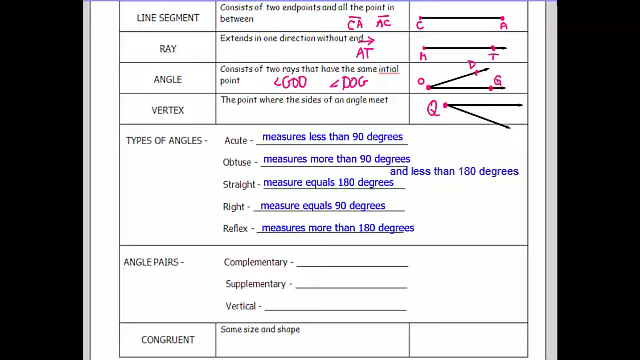 LINE SEGMENT
Consists of two endpoints and all the point in
between
CA AC
C A
RAY
Extends in one direction without end
AT
A T
ANGLE
Consists of two rays that have the same intial
point
∠GOD ∠DOG
O D G
VERTEX
The point where the sides of an angle meet
Q
TYPES OF ANGLES -
Acute - measures less than 90 degrees
Obtuse - measures more than 90 degrees
and less than 180 degrees
Straight - measure equals 180 degrees
Right - measure equals 90 degrees
Reflex - measures more than 180 degrees
ANGLE PAIRS -
Complementary -
Supplementary -
Vertical -
CONGRUENT
Same size and shape